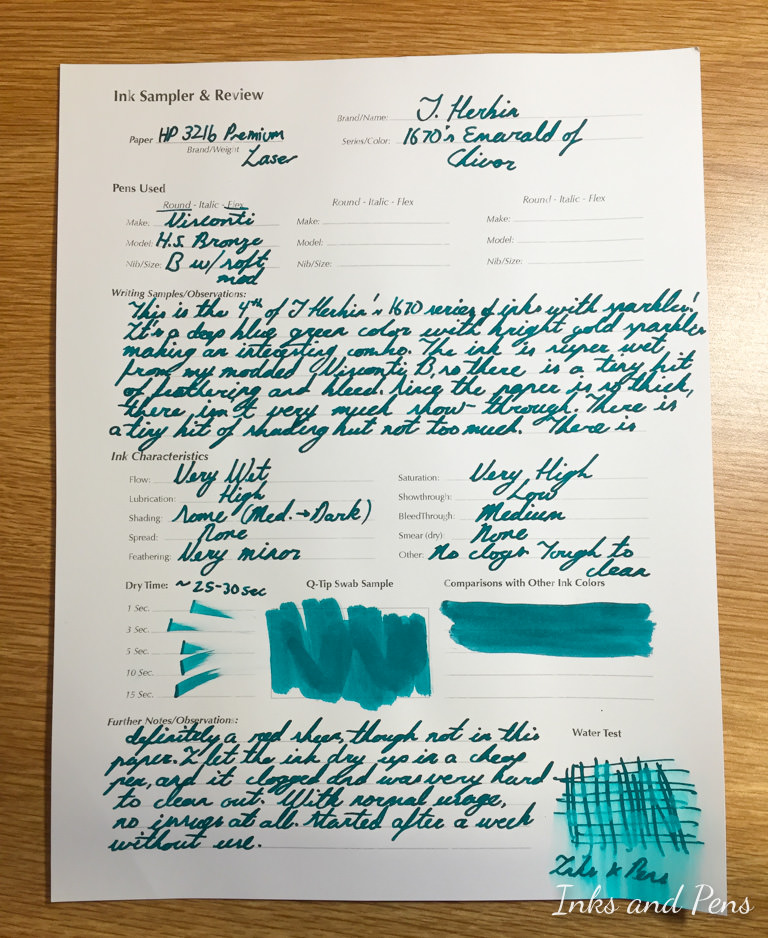 Ink Sampler & Review
Brand/Name: J. Herbin
Paper HP 32lb Premium
Brand/Weight Laser
Series/Color: 1670's Emerald of
Chivor
Pens Used
Round - Italic - Flex
Make: Visconti
Model: H.S. Bronze
Nib/Size: B w/ soft
mod
Round - Italic - Flex
Make:
Model:
Nib/Size:
Round - Italic - Flex
Make:
Model:
Nib/Size:
Writing Samples/Observations:
This is the 4th of J Herbin's 1670 series of inks with sparkles!
It's a deep blue green color with bright gold sparkles
making an interesting combo. The ink is super wet
from my modded Visconti B, so there is a tiny bit
of feathering and bleed. Since the paper is so thick,
there isn't very much show-through. There is
a tiny bit of shading but not too much. There is
Ink Characteristics
Flow: Very Wet
Lubrication: High
Shading: Some (Med.→Dark)
Spread: None
Feathering: Very minor
Saturation: Very High
Showthrough: Low
BleedThrough: Medium
Smear (dry): None
Other: No clogs Tough to
clean
Dry Time: ~25-30sec
1 Sec.
3 Sec.
5 Sec.
10 Sec.
15 Sec.
Q-Tip Swab Sample
Comparisons with Other Ink Colors
Further Notes/Observations:
definitely a red sheen, though not in this
paper. I let the ink dry up in a cheap
pen, and it clogged and was very hard
to clean out. With normal usage,
no issues at all. Started after a week
without use.
Water Test
Inks & Pens
Inks and Pens